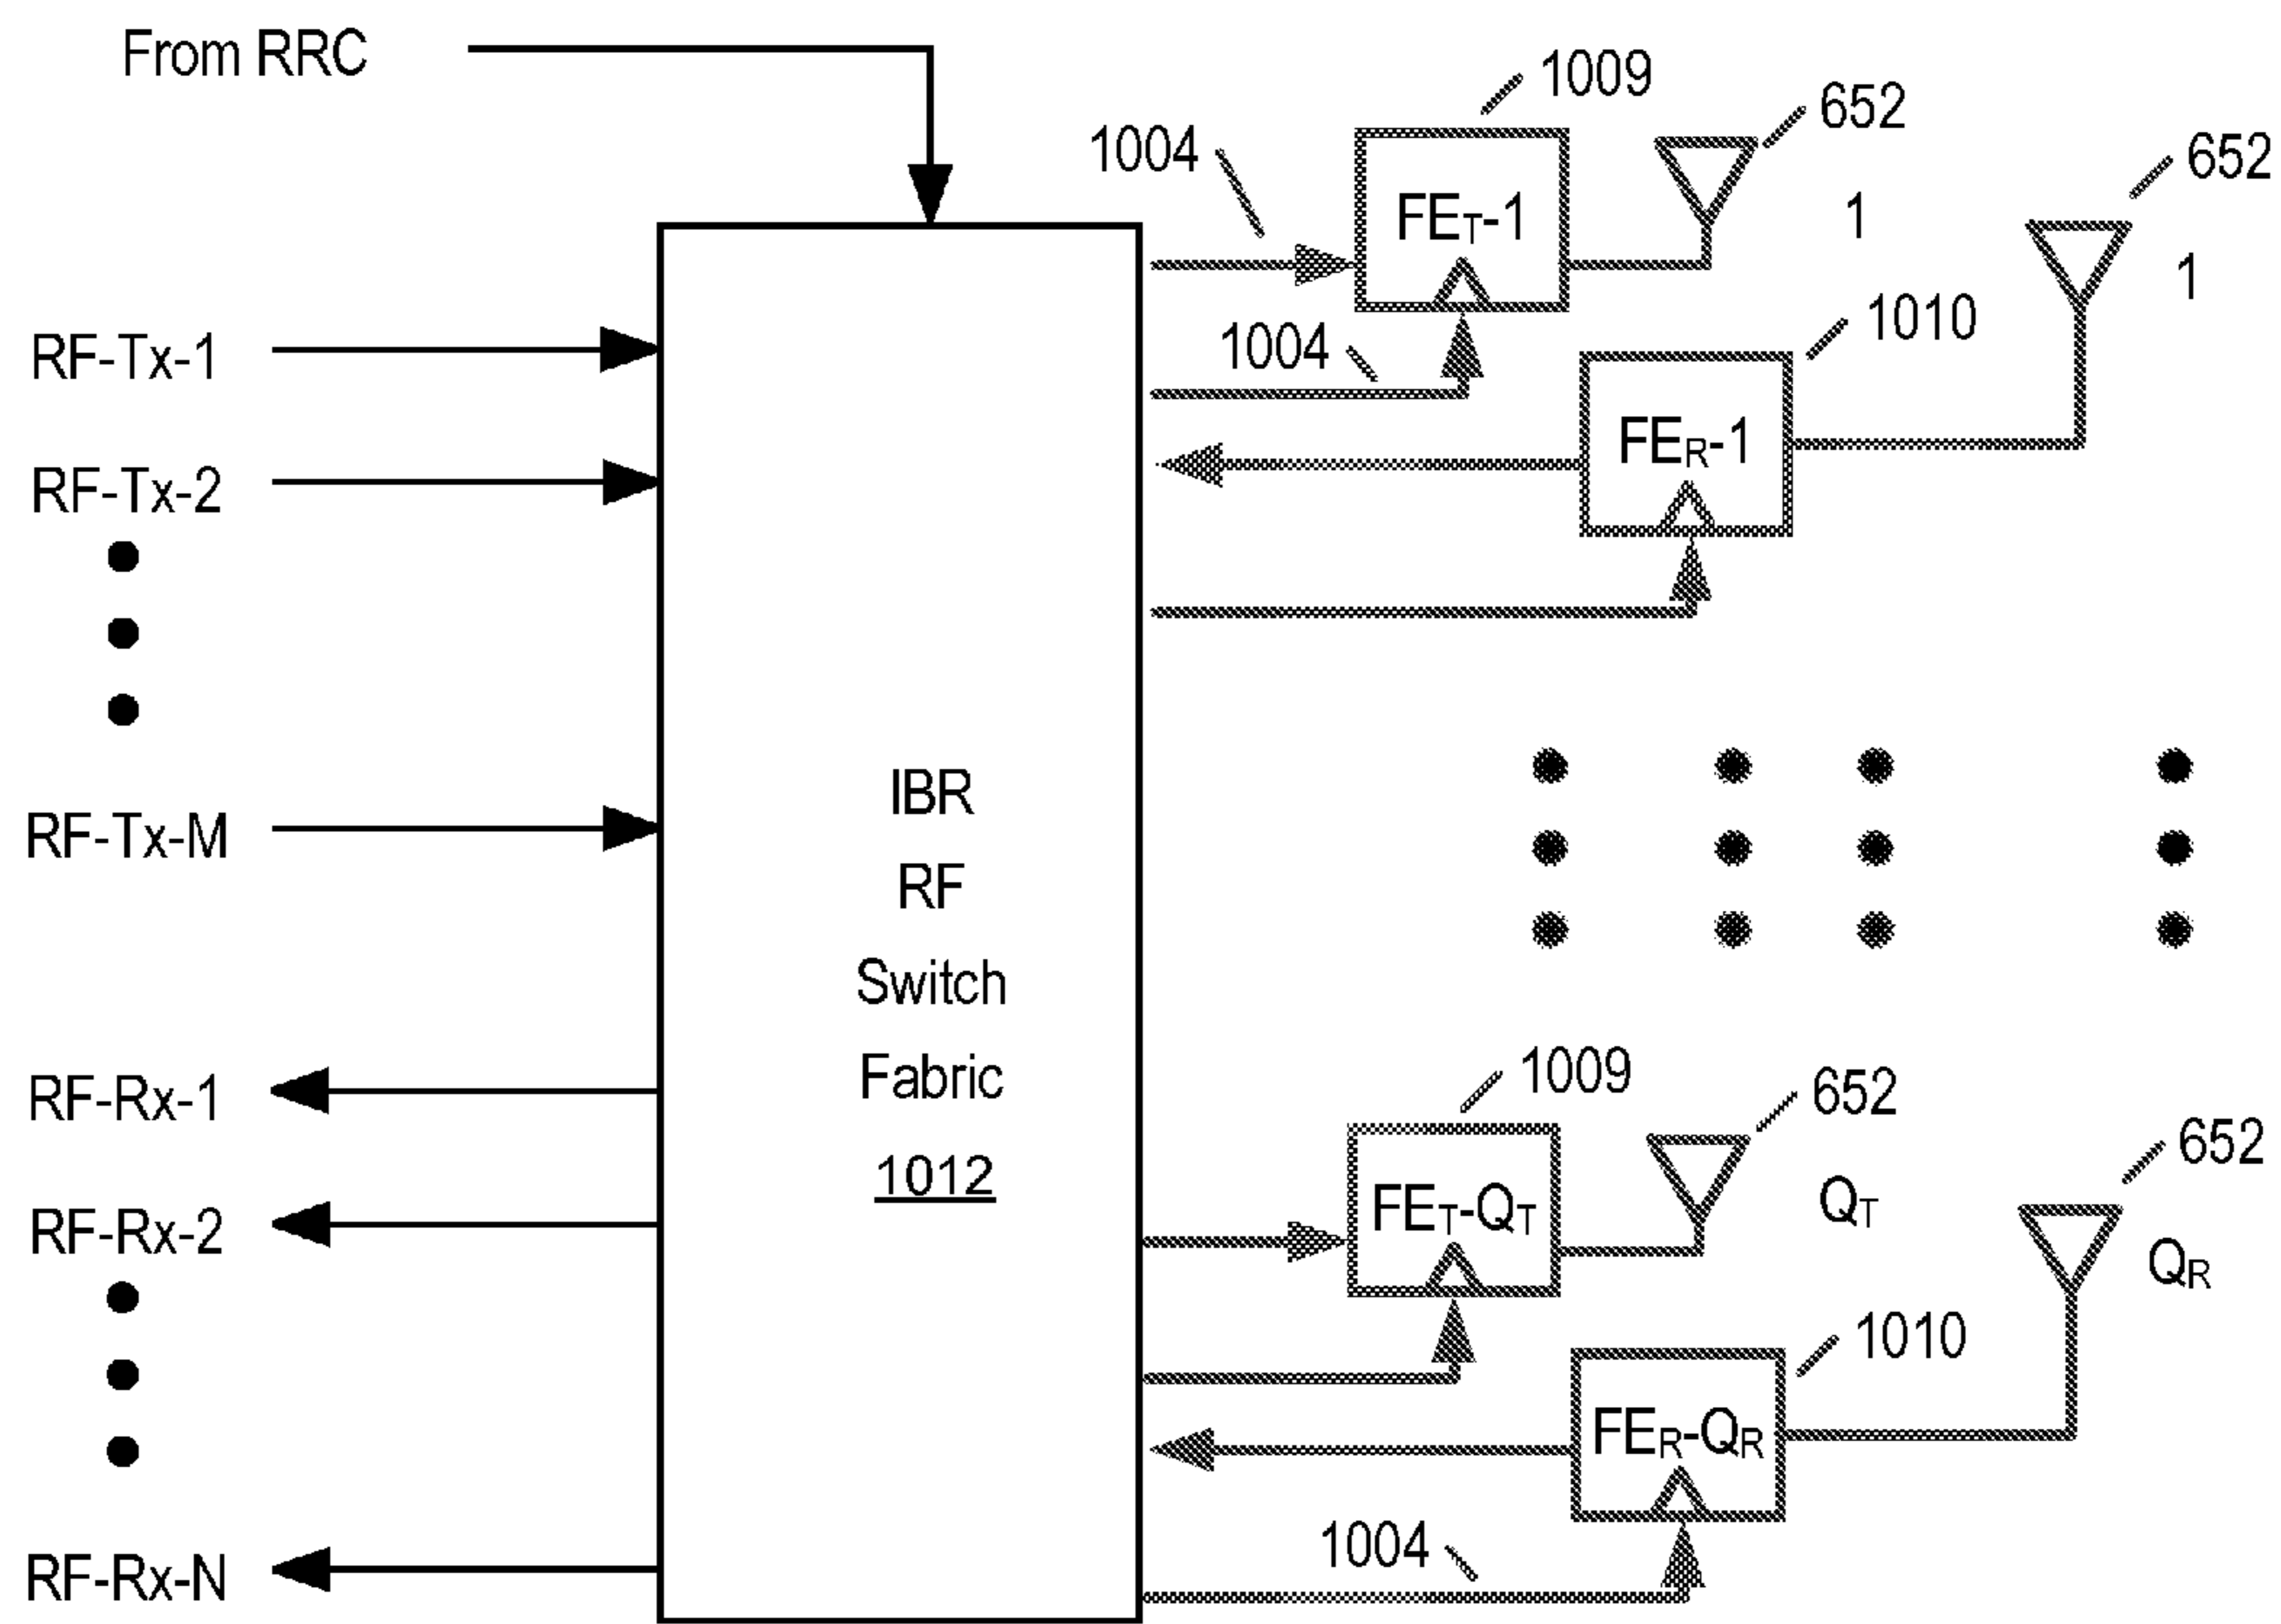 From RRC
1009
652
1004
652
FET-1
1
1
RF-Tx-1
1004
1010
FER-1
RF-Tx-2
RF-Tx-M
IBR
RF
Switch
Fabric
1012
RF-Rx-1
1009
652
652
RF-Rx-2
FET-QT
QT
QR
1010
FER-QR
1004
RF-Rx-N